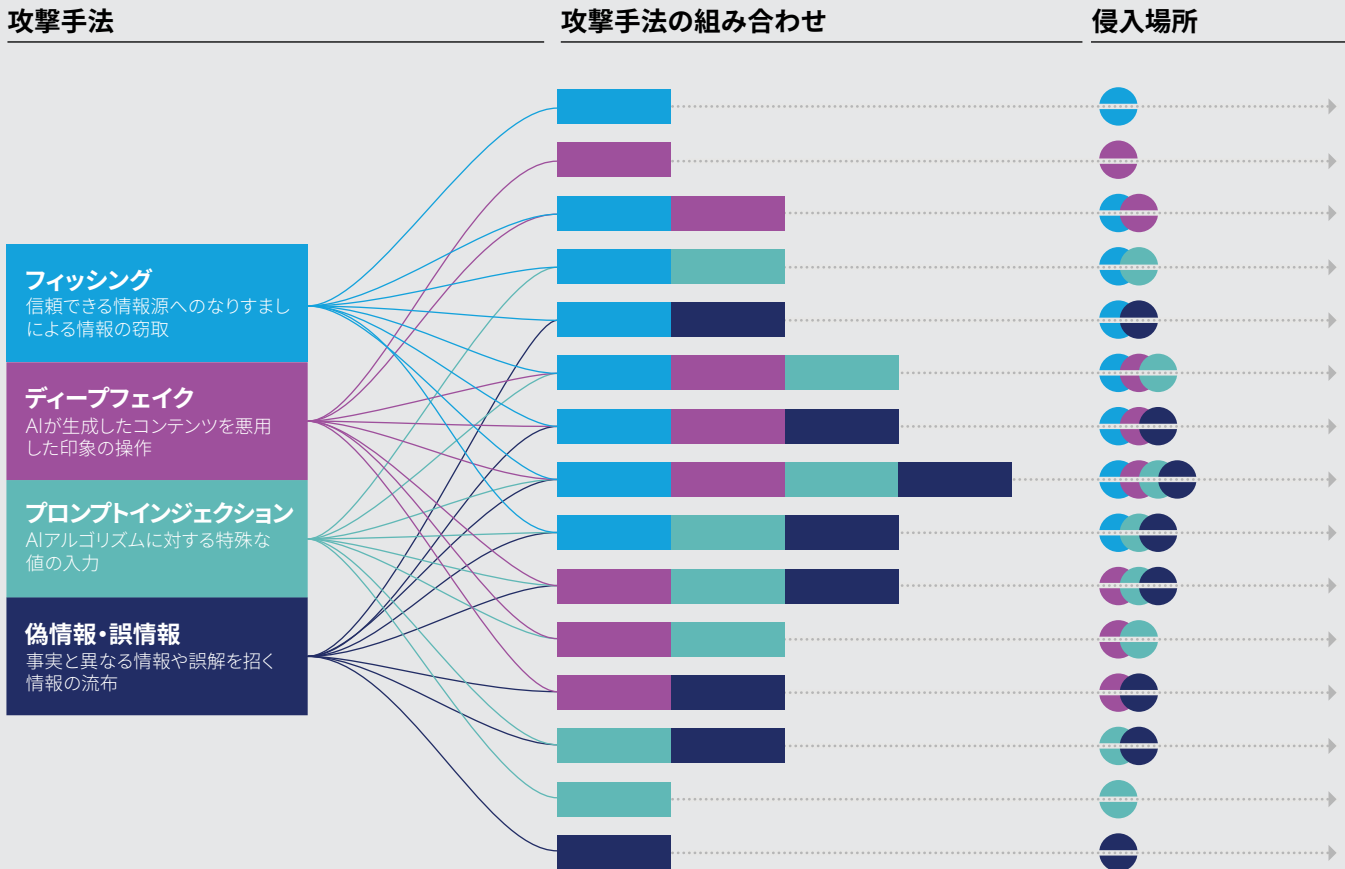 攻撃手法
攻撃手法の組み合わせ
侵入場所
フィッシング
信頼できる情報源へのなりすまし
による情報の窃取
ディープフェイク
AIが生成したコンテンツを悪用
した印象の操作
プロンプトインジェクション
AIアルゴリズムに対する特殊な
値の入力
偽情報・誤情報
事実と異なる情報や誤解を招く
情報の流布